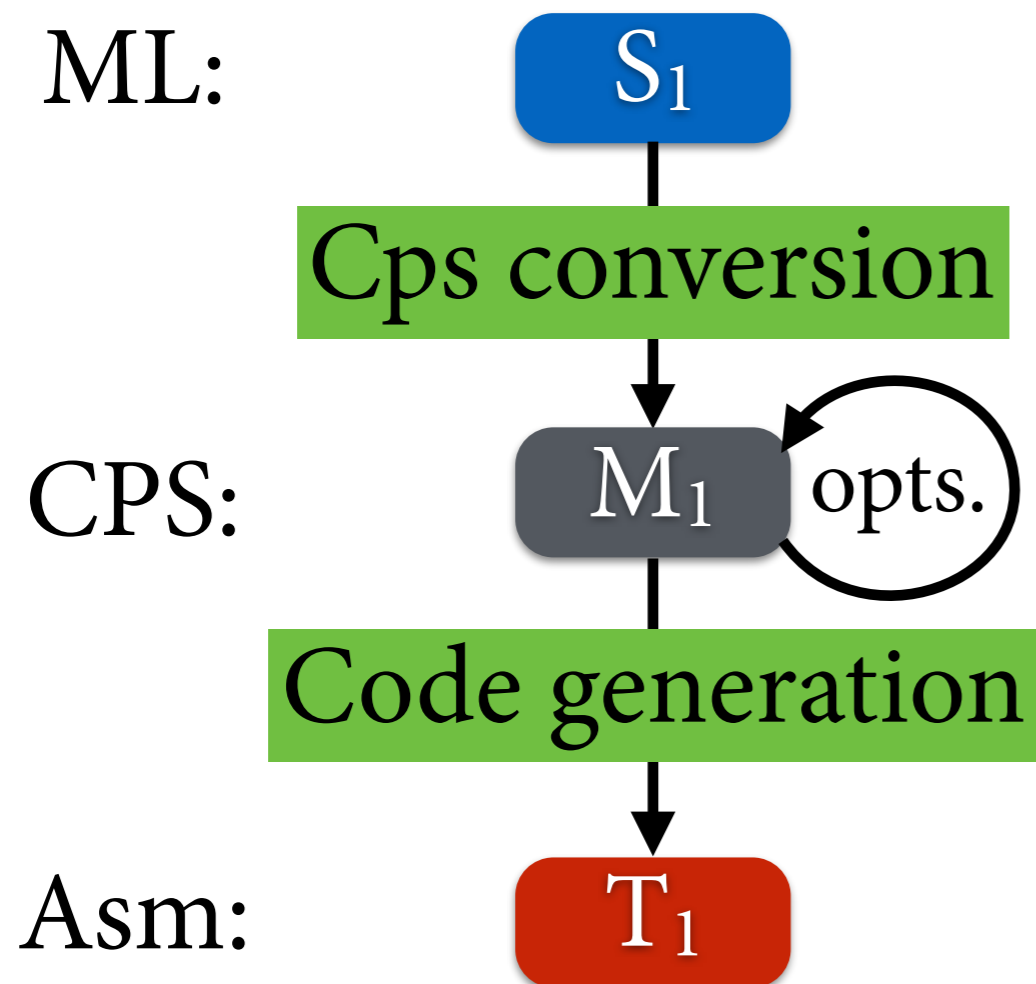 ML:
S₁
Cps conversion
CPS:
M₁
opts.
Code generation
Asm:
T₁